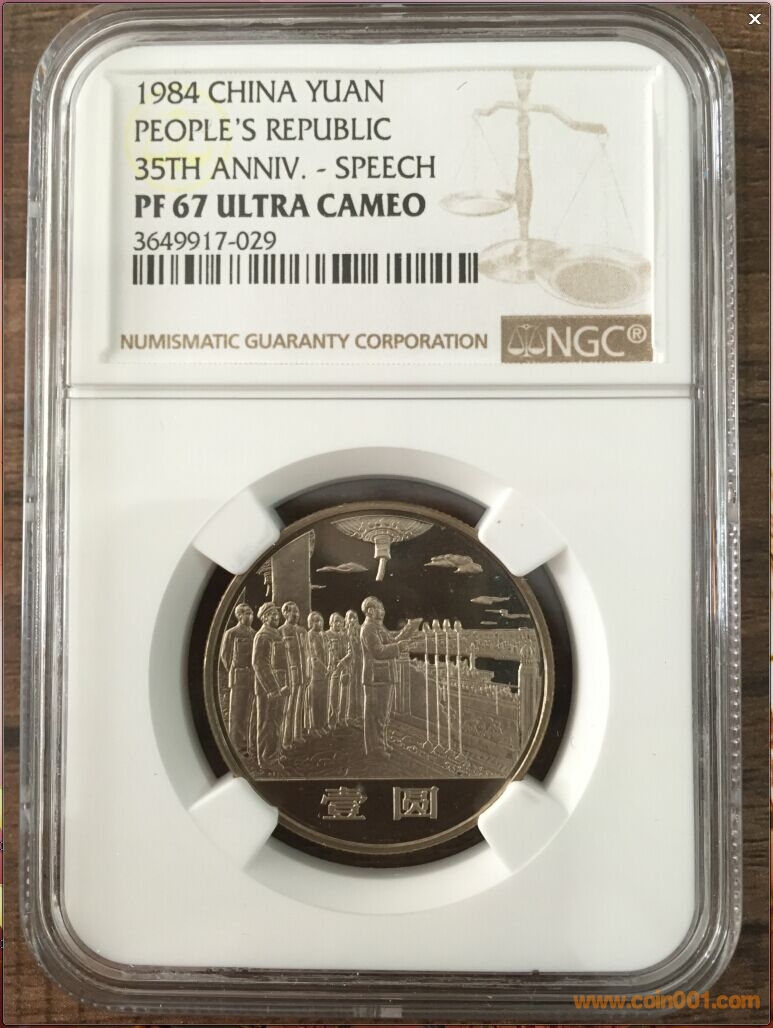 1984 CHINA YUAN
PEOPLE'S REPUBLIC
35TH ANNIV. - SPEECH
PF 67 ULTRA CAMEO
3649917-029
NUMISMATIC GUARANTY CORPORATION NGC®
壹圆
www.coin001.com